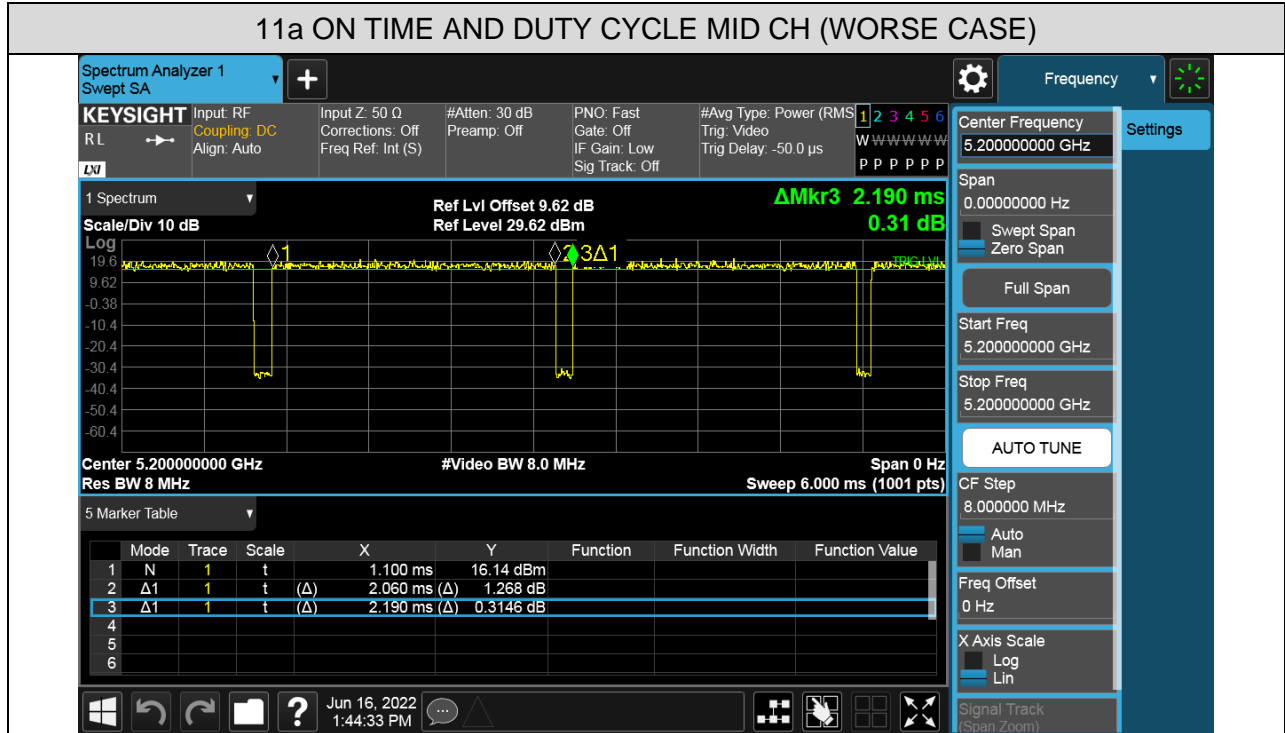 11a ON TIME AND DUTY CYCLE MID CH (WORSE CASE)
Spectrum Analyzer 1
Swept SA
Frequency
KEYSIGHT
RL
LXI
Input: RF
Coupling: DC
Align: Auto
Input Z: 50 Ω
Corrections: Off
Freq Ref: Int (S)
#Atten: 30 dB
Preamp: Off
PNO: Fast
Gate: Off
IF Gain: Low
Sig Track: Off
#Avg Type: Power (RMS
Trig: Video
Trig Delay: -50.0 µs
1 2 3 4 5 6
W W W W W W
P P P P P P
Center Frequency
5.200000000 GHz
Settings
Span
0.00000000 Hz
Swept Span
Zero Span
Full Span
Start Freq
5.200000000 GHz
Stop Freq
5.200000000 GHz
AUTO TUNE
CF Step
8.000000 MHz
Auto
Man
Freq Offset
0 Hz
X Axis Scale
Log
Lin
Signal Track
(Span Zoom)
1 Spectrum
Scale/Div 10 dB
Ref Lvl Offset 9.62 dB
Ref Level 29.62 dBm
ΔMkr3 2.190 ms
0.31 dB
Log
1
2 3Δ1
TRIG LVL
19.6
9.62
-0.38
-10.4
-20.4
-30.4
-40.4
-50.4
-60.4
Center 5.200000000 GHz #Video BW 8.0 MHz Span 0 Hz
Res BW 8 MHz Sweep 6.000 ms (1001 pts)
5 Marker Table
Mode Trace Scale X Y Function Function Width Function Value
1 N 1 t 1.100 ms 16.14 dBm
2 Δ1 1 t (Δ) 2.060 ms (Δ) 1.268 dB
3 Δ1 1 t (Δ) 2.190 ms (Δ) 0.3146 dB
4
5
6
?
Jun 16, 2022
1:44:33 PM